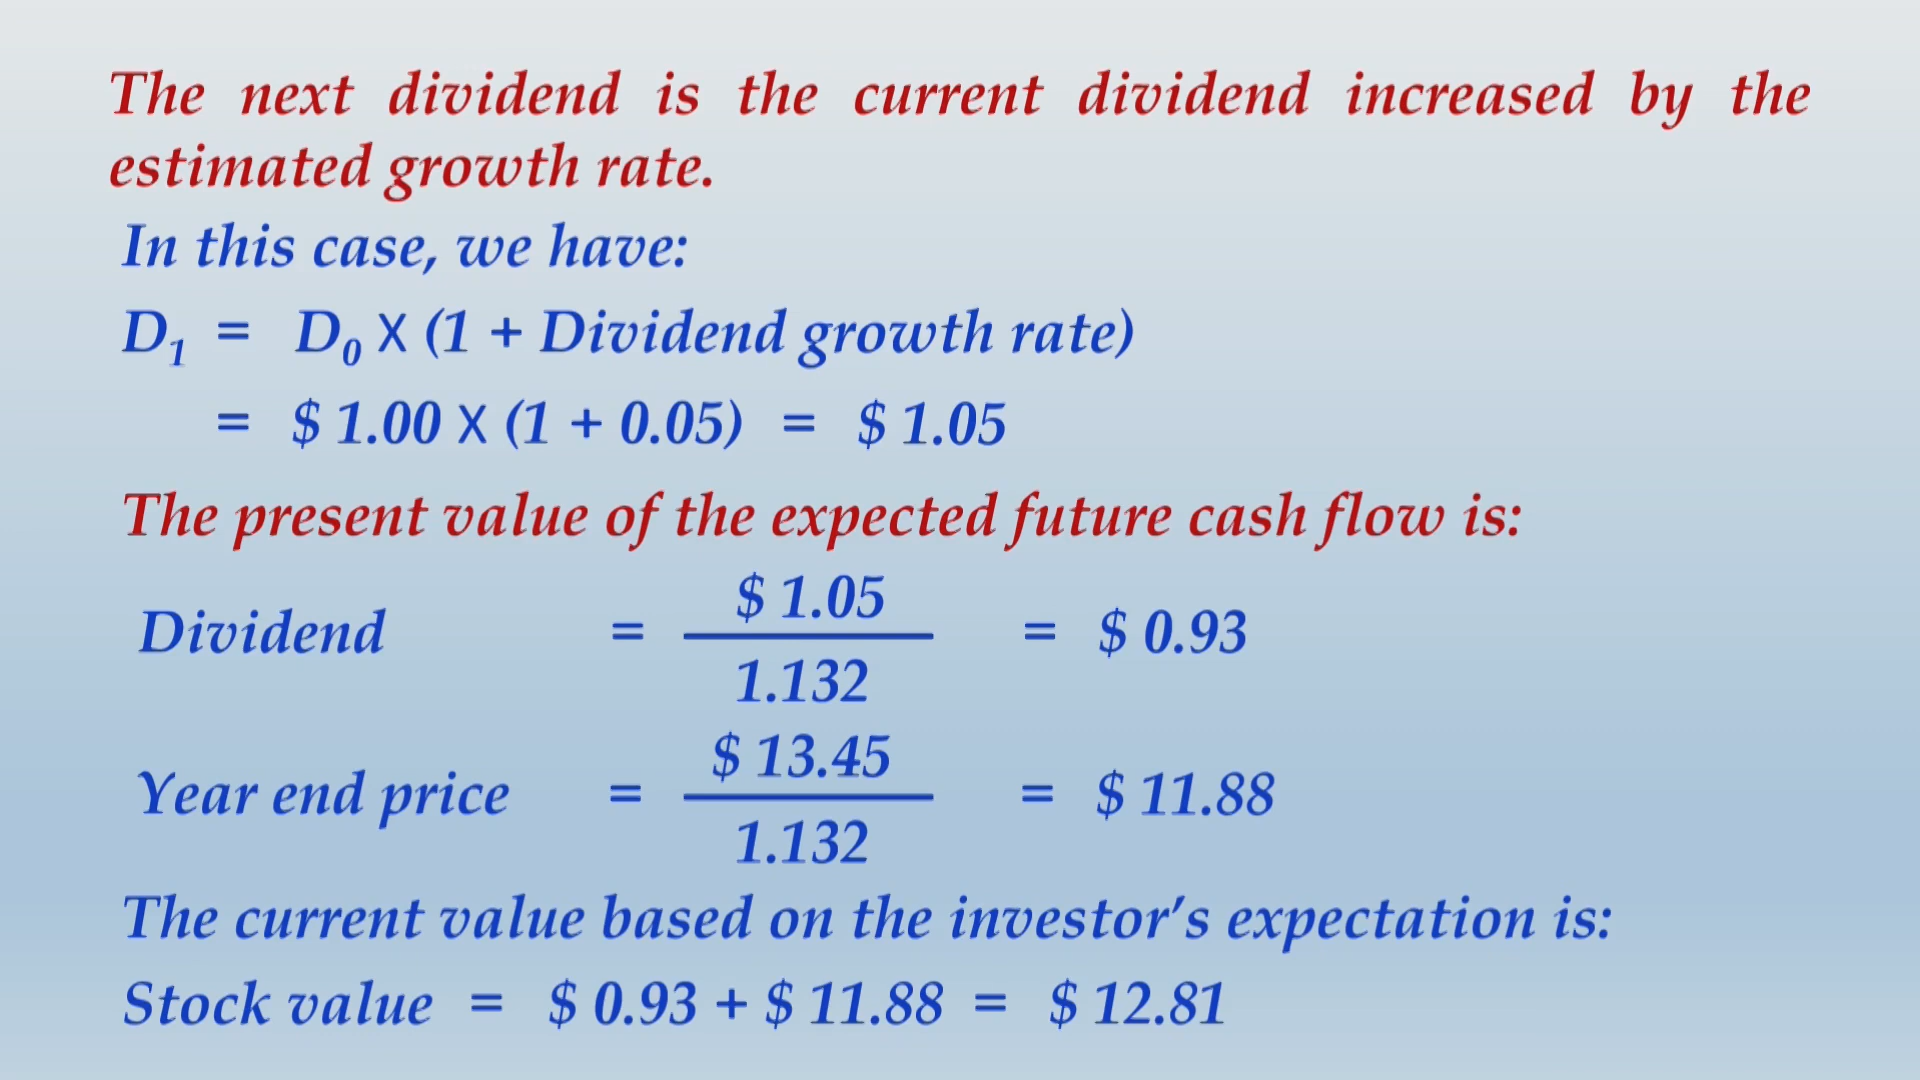 The next dividend is the current dividend increased by the
estimated growth rate.
In this case, we have:
D₁ = D₀ X (1 + Dividend growth rate)
= $ 1.00 X (1 + 0.05) = $ 1.05
The present value of the expected future cash flow is:
Dividend = $ 1.05 / 1.132 = $ 0.93
Year end price = $ 13.45 / 1.132 = $ 11.88
The current value based on the investor’s expectation is:
Stock value = $ 0.93 + $ 11.88 = $ 12.81